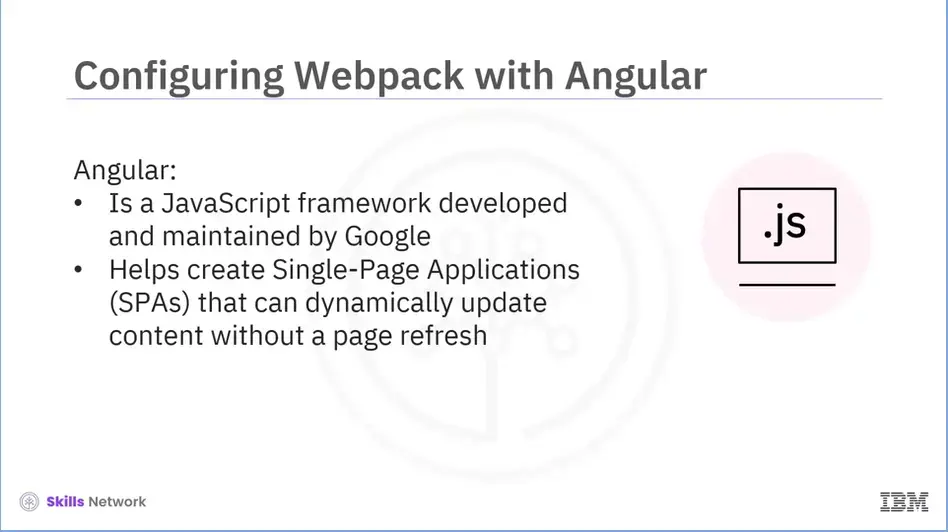 Configuring Webpack with Angular
Angular:
• Is a JavaScript framework developed
and maintained by Google
• Helps create Single-Page Applications
(SPAs) that can dynamically update
content without a page refresh
.js
Skills Network
IBM